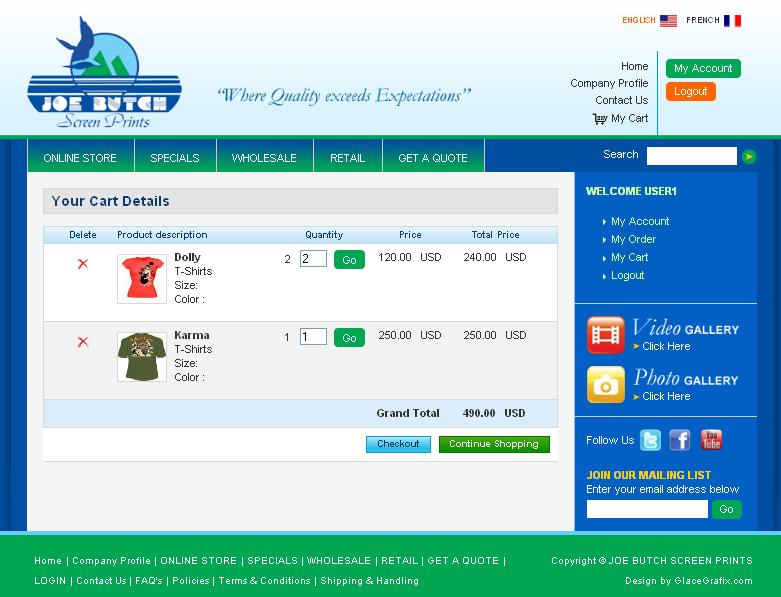 ENGLISH FRENCH
JOE BUTCH
Screen Prints
"Where Quality exceeds Expectations"
Home
Company Profile
Contact Us
My Cart
My Account
Logout
ONLINE STORE SPECIALS WHOLESALE RETAIL GET A QUOTE
Search
Your Cart Details
Delete Product description Quantity Price Total Price
Dolly
T-Shirts
Size:
Color :
2 2 Go 120.00 USD 240.00 USD
Karma
T-Shirts
Size:
Color :
1 1 Go 250.00 USD 250.00 USD
Grand Total 490.00 USD
Checkout Continue Shopping
WELCOME USER1
My Account
My Order
My Cart
Logout
Video GALLERY
Click Here
Photo GALLERY
Click Here
Follow Us
You Tube
JOIN OUR MAILING LIST
Enter your email address below
Go
Home | Company Profile | ONLINE STORE | SPECIALS | WHOLESALE | RETAIL | GET A QUOTE |
LOGIN | Contact Us | FAQ's | Policies | Terms & Conditions | Shipping & Handling
Copyright © JOE BUTCH SCREEN PRINTS
Design by GlaceGrafix.com